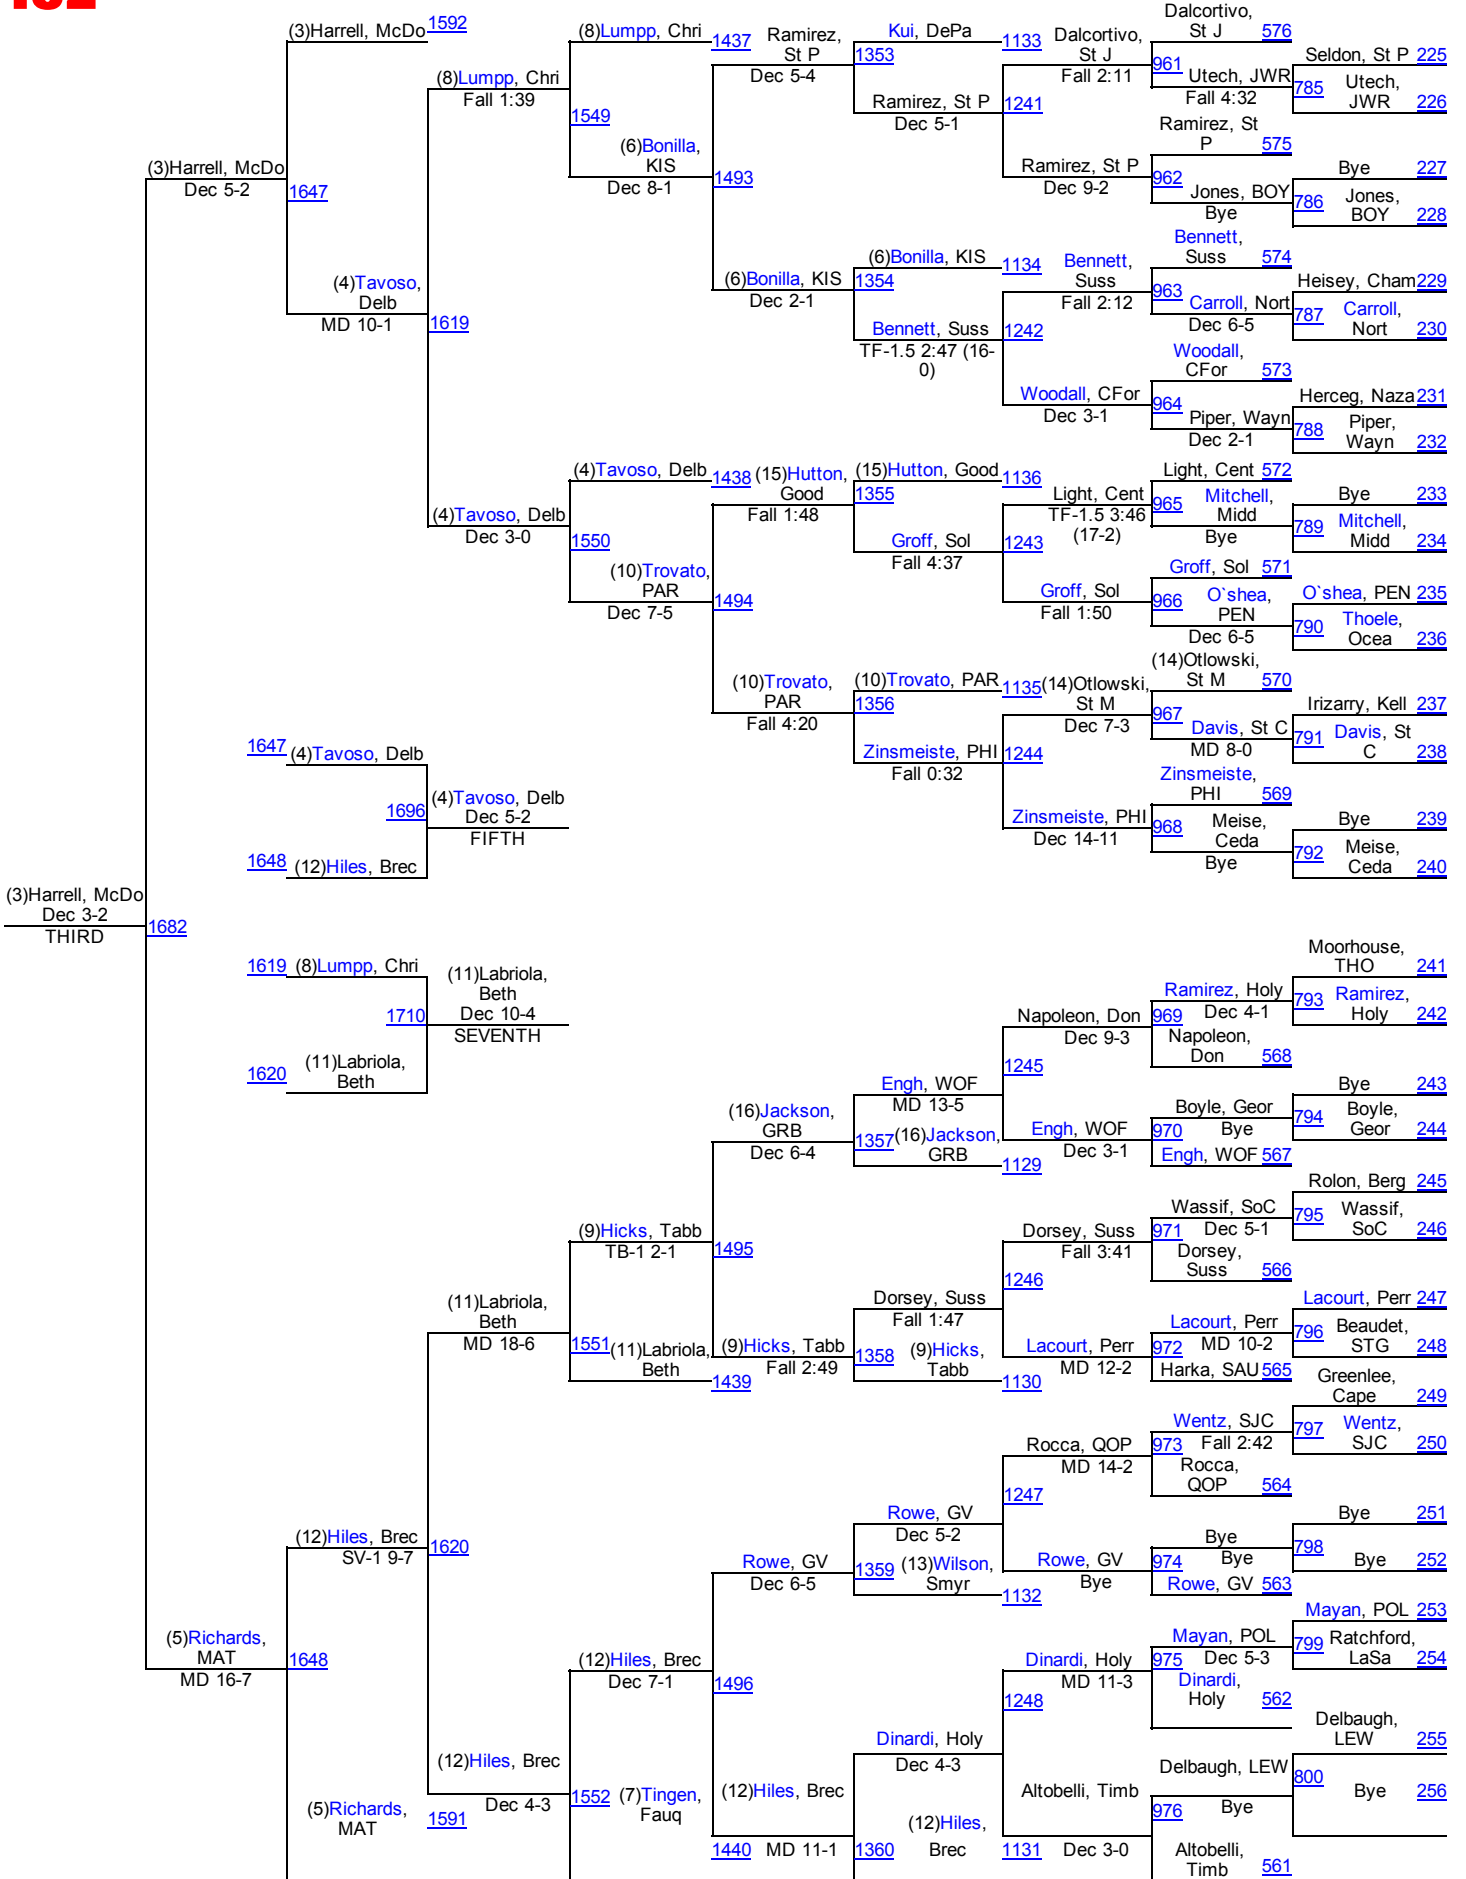 132
(3)Harrell, McDo 1592
(8)Lumpp, Chri
Fall 1:39
(8)Lumpp, Chri 1437
1549
(6)Bonilla,
KIS
Dec 8-1
1493
Ramirez,
St P
Dec 5-4
1353
Kui, DePa 1133
Ramirez, St P
Dec 5-1
1241
Dalcortivo,
St J
Fall 2:11
961
Dalcortivo,
St J 576
Utech, JWR
Fall 4:32
785
Seldon, St P 225
Utech,
JWR 226
Ramirez, St P
Dec 9-2
962
Ramirez, St
P 575
Jones, BOY
Bye
786
Bye 227
Jones,
BOY 228
(3)Harrell, McDo
Dec 5-2
1647
(4)Tavoso,
Delb
MD 10-1
1619
(6)Bonilla, KIS
Dec 2-1
1354
(6)Bonilla, KIS 1134
Bennett, Suss
TF-1.5 2:47 (16-
0)
1242
Bennett,
Suss
Fall 2:12
963
Bennett,
Suss 574
Carroll, Nort
Dec 6-5
787
Heisey, Cham 229
Carroll,
Nort 230
Woodall, CFor
Dec 3-1
964
Woodall,
CFor 573
Piper, Wayn
Dec 2-1
788
Herceg, Naza 231
Piper,
Wayn 232
(4)Tavoso, Delb
Dec 3-0
1550
(4)Tavoso, Delb 1438
(10)Trovato,
PAR
Dec 7-5
1494
(15)Hutton,
Good
Fall 1:48
1355
(15)Hutton, Good 1136
Groff, Sol
Fall 4:37
1243
Light, Cent
TF-1.5 3:46
(17-2)
965
Light, Cent 572
Mitchell,
Midd
Bye
789
Bye 233
Mitchell,
Midd 234
Groff, Sol
Fall 1:50
966
Groff, Sol 571
O`shea,
PEN
Dec 6-5
790
O`shea, PEN 235
Thoele,
Ocea 236
(10)Trovato,
PAR
Fall 4:20
1356
(10)Trovato, PAR 1135
Zinsmeiste, PHI
Fall 0:32
1244
(14)Otlowski,
St M
Dec 7-3
967
(14)Otlowski,
St M 570
Davis, St C
MD 8-0
791
Irizarry, Kell 237
Davis, St
C 238
Zinsmeiste, PHI
Dec 14-11
968
Zinsmeiste,
PHI 569
Meise,
Ceda
Bye
792
Bye 239
Meise,
Ceda 240
1647 (4)Tavoso, Delb
1696
(4)Tavoso, Delb
Dec 5-2
FIFTH
1648 (12)Hiles, Brec
(3)Harrell, McDo
Dec 3-2
THIRD
1682
1619 (8)Lumpp, Chri
1710
(11)Labriola,
Beth
Dec 10-4
SEVENTH
1620 (11)Labriola,
Beth
(16)Jackson,
GRB
Dec 6-4
Engh, WOF
MD 13-5
1357 (16)Jackson,
GRB 1129
Napoleon, Don
Dec 9-3
1245
Ramirez, Holy
969 Dec 4-1
Napoleon,
Don 568
Moorhouse,
THO 241
793 Ramirez,
Holy 242
Engh, WOF
Dec 3-1
Boyle, Geor
970 Bye
Engh, WOF 567
Bye 243
794 Boyle,
Geor 244
(9)Hicks, Tabb
TB-1 2-1
1495
Dorsey, Suss
Fall 3:41
1246
Wassif, SoC
971 Dec 5-1
Dorsey,
Suss 566
Rolon, Berg 245
795 Wassif,
SoC 246
Dorsey, Suss
Fall 1:47
1358 (9)Hicks,
Tabb 1130
Lacourt, Perr
MD 12-2
Lacourt, Perr
972 MD 10-2
Harka, SAU 565
Lacourt, Perr 247
796 Beaudet,
STG 248
(11)Labriola,
Beth
MD 18-6
1551 (11)Labriola,
Beth 1439
(9)Hicks, Tabb
Fall 2:49
Rocca, QOP
MD 14-2
1247
Wentz, SJC
973 Fall 2:42
Rocca,
QOP 564
Greenlee,
Cape 249
797 Wentz,
SJC 250
(12)Hiles, Brec
SV-1 9-7
1620
Rowe, GV
Dec 6-5
Rowe, GV
Dec 5-2
1359 (13)Wilson,
Smyr 1132
Rowe, GV
Bye
Bye
974 Bye
Rowe, GV 563
Bye 251
798
Bye 252
(5)Richards,
MAT
MD 16-7
1648
(12)Hiles, Brec
Dec 7-1
1496
Dinardi, Holy
MD 11-3
1248
Mayan, POL
975 Dec 5-3
Dinardi,
Holy 562
Mayan, POL 253
799 Ratchford,
LaSa 254
(12)Hiles, Brec
Dec 4-3
1552 (7)Tingen,
Fauq
1440
(12)Hiles, Brec
MD 11-1
Dinardi, Holy
Dec 4-3
1360 (12)Hiles,
Brec 1131
Altobelli, Timb
Dec 3-0
Delbaugh, LEW
976 Bye
Altobelli,
Timb 561
Delbaugh,
LEW 255
800 Bye 256
(5)Richards,
MAT 1591